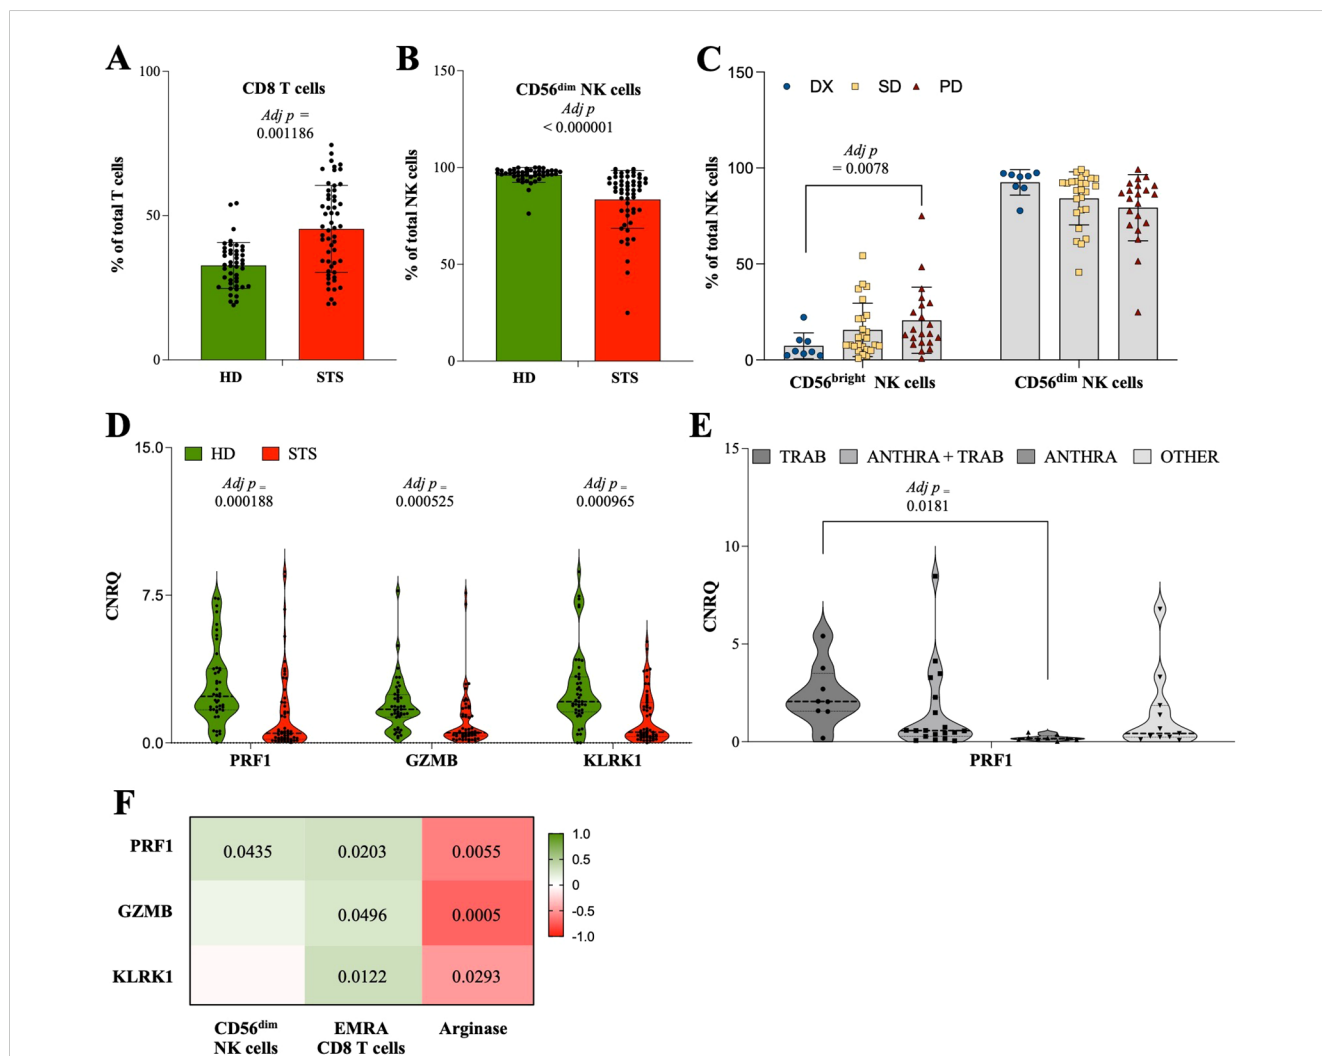 A
CD8 T cells
Adj p =
0.001186
% of total T cells
100
50
0
HD STS
B
CD56dim NK cells
Adj p
< 0.000001
% of total NK cells
150
100
50
0
HD STS
C
DX SD PD
Adj p
= 0.0078
% of total NK cells
150
100
50
0
CD56bright NK cells CD56dim NK cells
D
HD STS
Adj p =
0.000188
Adj p =
0.000525
Adj p =
0.000965
CNRQ
15.0
7.5
0.0
PRF1 GZMB KLRK1
E
TRAB ANTHRA + TRAB ANTHRA OTHER
Adj p =
0.0181
CNRQ
15
10
5
0
PRF1
F
PRF1 0.0435 0.0203 0.0055
GZMB 0.0496 0.0005
KLRK1 0.0122 0.0293
1.0
0.5
0
-0.5
-1.0
CD56dim
NK cells
EMRA
CD8 T cells
Arginase